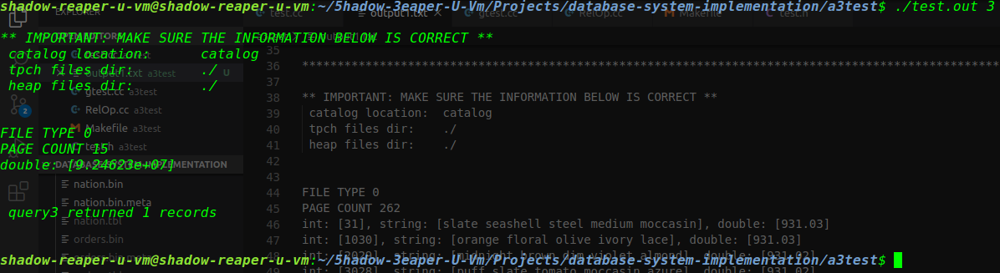 shadow-reaper-u-vm@shadow-reaper-u-vm:~/5hadow-3eaper-U-Vm/Projects/database-system-implementation/a3test$ ./test.out 3
** IMPORTANT: MAKE SURE THE INFORMATION BELOW IS CORRECT **
catalog location: catalog
tpch files dir: ./
heap files dir: ./
FILE TYPE 0
PAGE COUNT 15
double: [9.24623e+07]
query3 returned 1 records
shadow-reaper-u-vm@shadow-reaper-u-vm:~/5hadow-3eaper-U-Vm/Projects/database-system-implementation/a3test$
EXPLORER
OPEN EDITORS
output1.txt a3test U
gtest.cc a3test
RelOp.cc a3test
Makefile a3test
test.h a3test
2
DATABASE-SYSTEM-IMPLEMENTATION
nation.bin
nation.bin.meta
nation.tbl
orders.bin
orders.bin.meta
test.cc output1.txt gtest.cc RelOp.cc Makefile test.h
35
36 ****************************************************************************************************
37
38 ** IMPORTANT: MAKE SURE THE INFORMATION BELOW IS CORRECT **
39 catalog location: catalog
40 tpch files dir: ./
41 heap files dir: ./
42
43
44 FILE TYPE 0
45 PAGE COUNT 262
46 int: [31], string: [slate seashell steel medium moccasin], double: [931.03]
47 int: [1030], string: [orange floral olive ivory lace], double: [931.03]
48 int: [2029], string: [midnight brown dim violet almond], double: [931.02]
49 int: [3028], string: [puff slate tomato moccasin azure], double: [931.02]